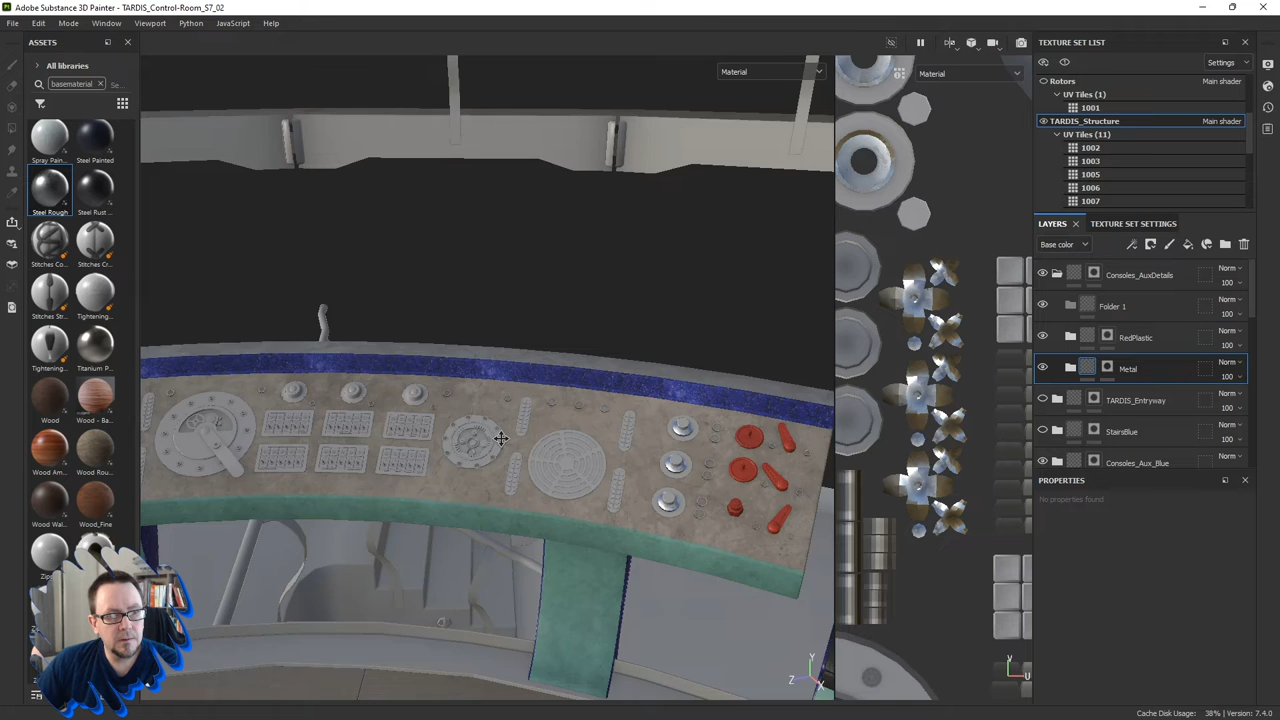 Adobe Substance 3D Painter - TARDIS_Control-Room_S7_02
File Edit Mode Window Viewport Python JavaScript Help
ASSETS
All libraries
basematerial Se...
Spray Pain... Steel Painted
Steel Rough Steel Rust ...
Stitches Co... Stitches Cr...
Stitches ... Tightening...
Tightening... Titanium P...
Wood Wood - Ba...
Wood Am... Wood Rou...
Wood Wal... Wood_Fine
Material
Material
Y
Z X
V
U
TEXTURE SET LIST
Settings
Rotors Main shader
UV Tiles (1)
1001
TARDIS_Structure Main shader
UV Tiles (11)
1002
1003
1005
1006
1007
LAYERS TEXTURE SET SETTINGS
Base color
Consoles_AuxDetails Norm
100
Folder 1 Norm
100
RedPlastic Norm
100
Metal Norm
100
TARDIS_Entryway Norm
100
StairsBlue Norm
100
Consoles_Aux_Blue Norm
100
PROPERTIES
No properties found
Cache Disk Usage: 38% | Version: 7.4.0